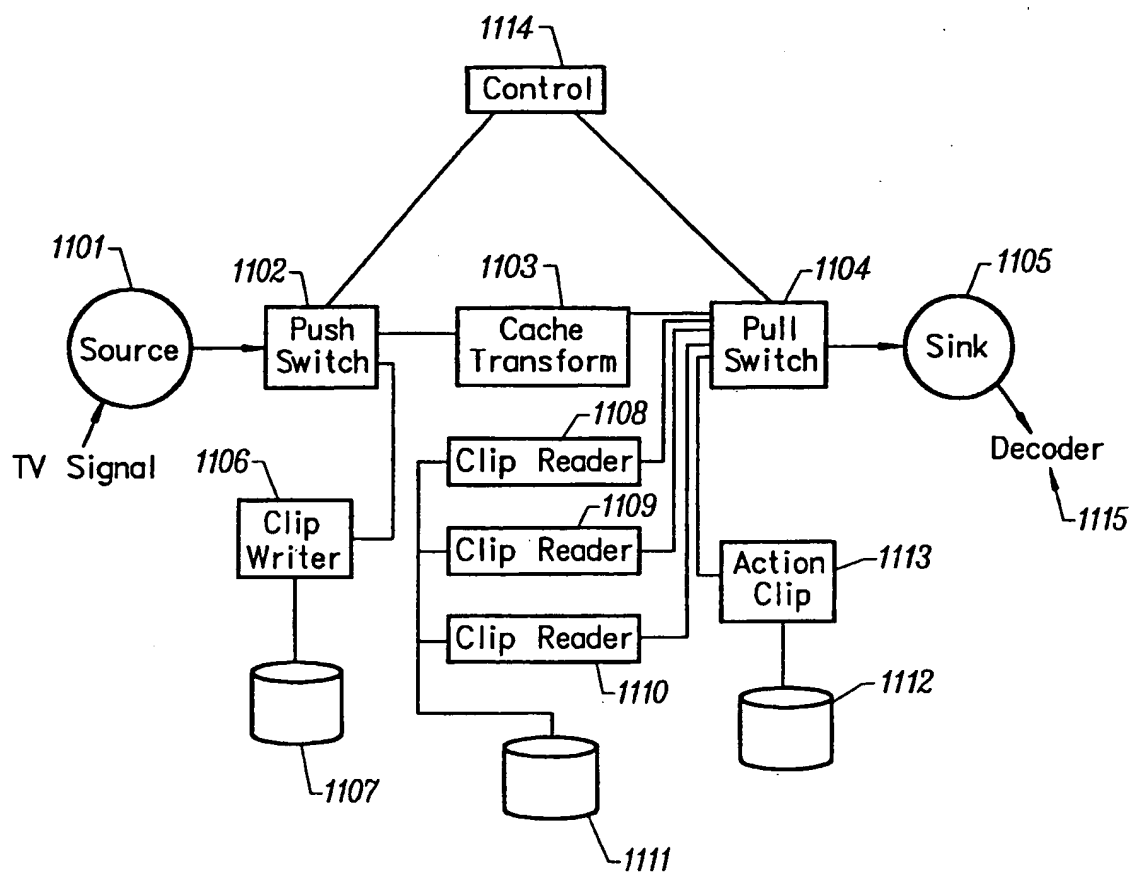 1114
Control
1101
1102
1103
1104
1105
Source
Push
Switch
Cache
Transform
Pull
Switch
Sink
TV Signal
1106
Clip
Writer
1107
1108
Clip Reader
1109
Clip Reader
Clip Reader
1110
1111
Action
Clip
1113
1112
Decoder
1115